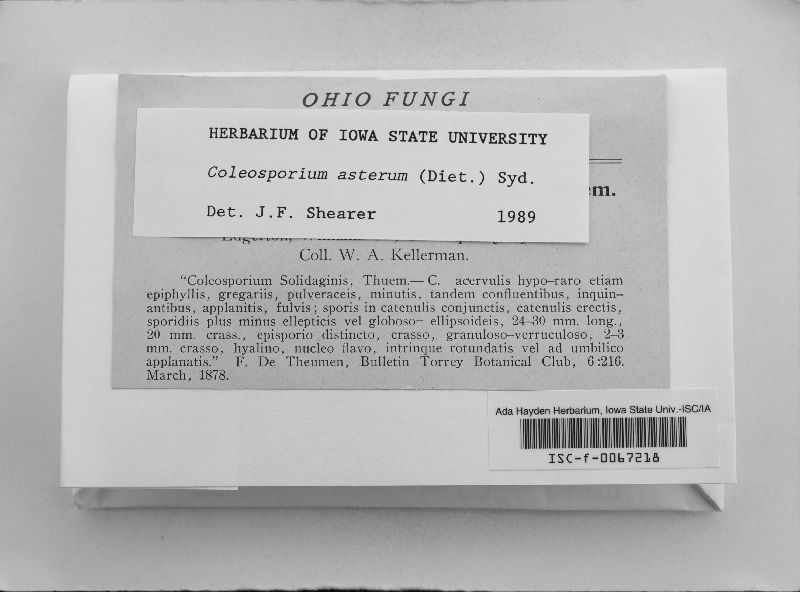 OHIO FUNGI
HERBARIUM OF IOWA STATE UNIVERSITY
Coleosporium asterum (Diet.) Syd.
em.
Det. J.F. Shearer 1989
Coll. W. A. Kellerman.
"Coleosporium Solidaginis, Thuem.— C. acervulis hypo-raro etiam
epiphyllis, gregariis, pulveraceis, minutis, tandem confluentibus, inquin-
antibus, applanitis, fulvis; sporis in catenulis conjunctis, catenulis erectis,
sporidiis plus minus ellepticis vel globoso- ellipsoideis, 24-30 mm. long.,
20 mm. crass., episporio distincto, crasso, granuloso-verruculoso, 2-3
mm. crasso, hyalino, nucleo flavo, intrinque rotundatis vel ad umbilico
applanatis." F. De Theumen, Bulletin Torrey Botanical Club, 6:216.
March, 1878.
Ada Hayden Herbarium, Iowa State Univ.-ISC/IA
ISC-f-0067218